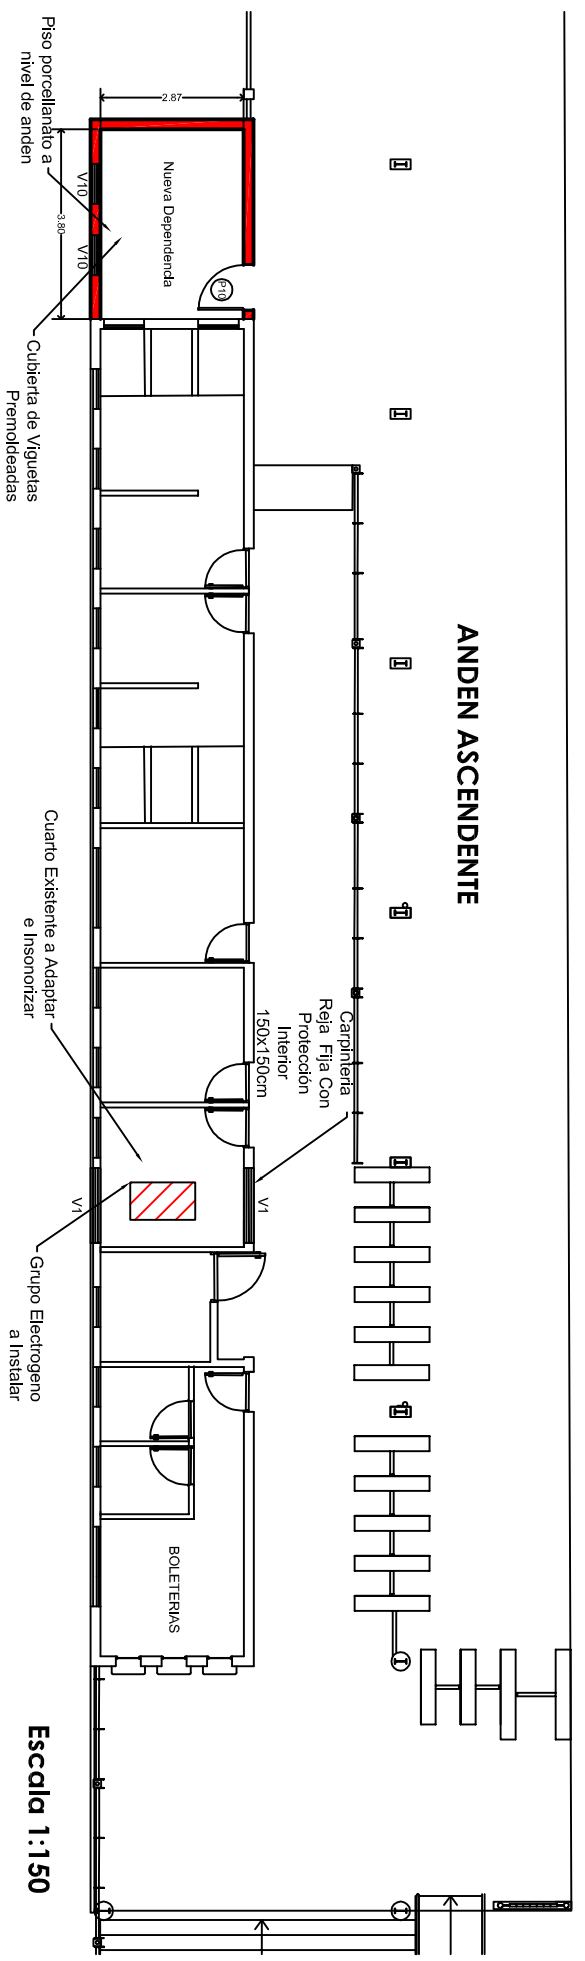 ANDEN ASCENDENTE
Piso porcellanato a
nivel de anden
2.87
3.80
V10
V10
Nueva Dependencia
P10
Cubierta de Viguetas
Premoldeadas
Cuarto Existente a Adaptar
e Insonorizar
Carpinteria
Reja Fija Con
Protección
Interior
150x150cm
V1
V1
Grupo Electrogeno
a Instalar
BOLETERIAS
Escala 1:150